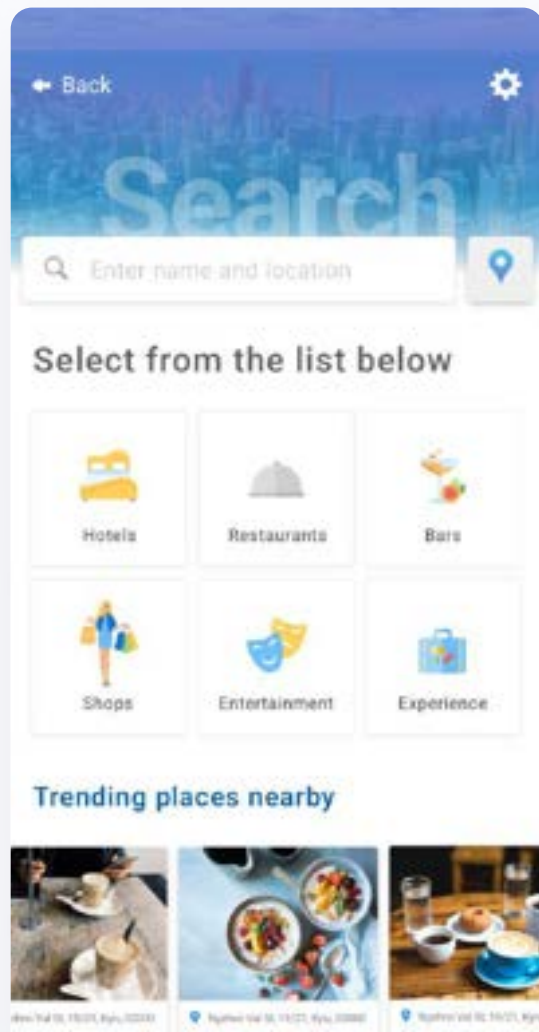 Back
Search
Enter name and location
Select from the list below
Hotels
Restaurants
Bars
Shops
Entertainment
Experience
Trending places nearby